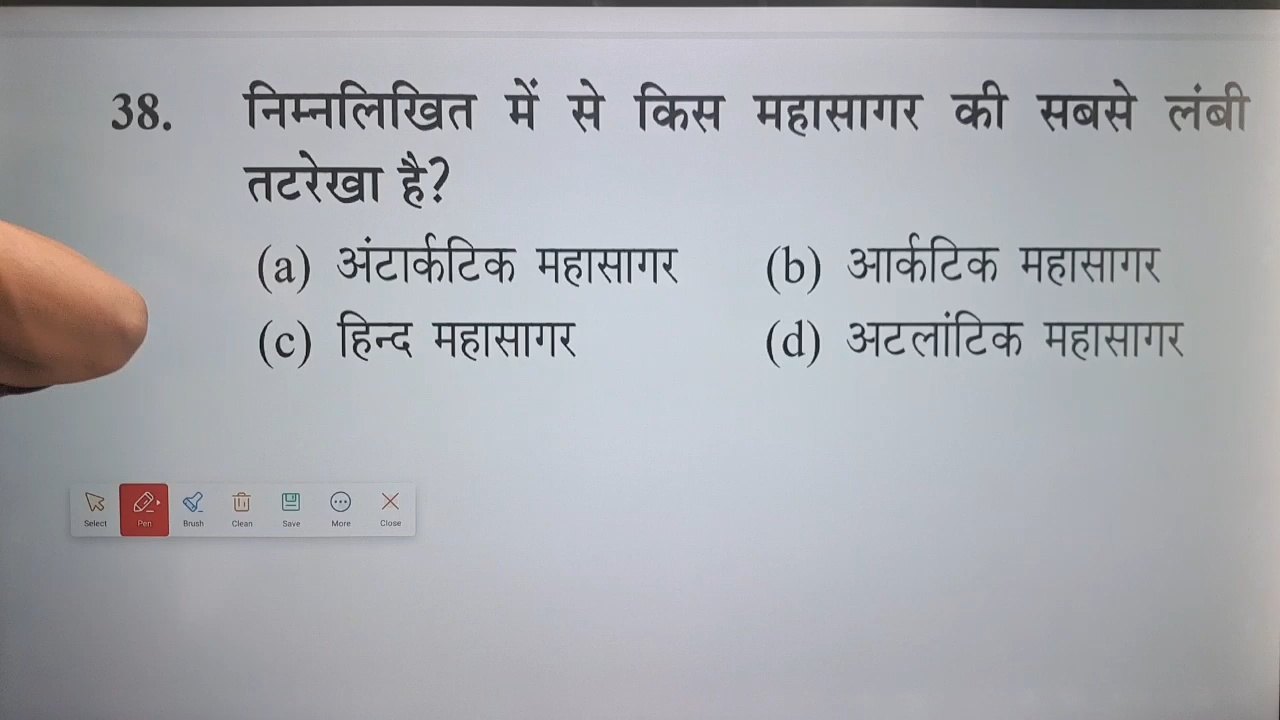 38. निम्नलिखित में से किस महासागर की सबसे लंबी
तटरेखा है?
(a) अंटार्कटिक महासागर (b) आर्कटिक महासागर
(c) हिन्द महासागर (d) अटलांटिक महासागर
Select Pen Brush Clean Save More Close